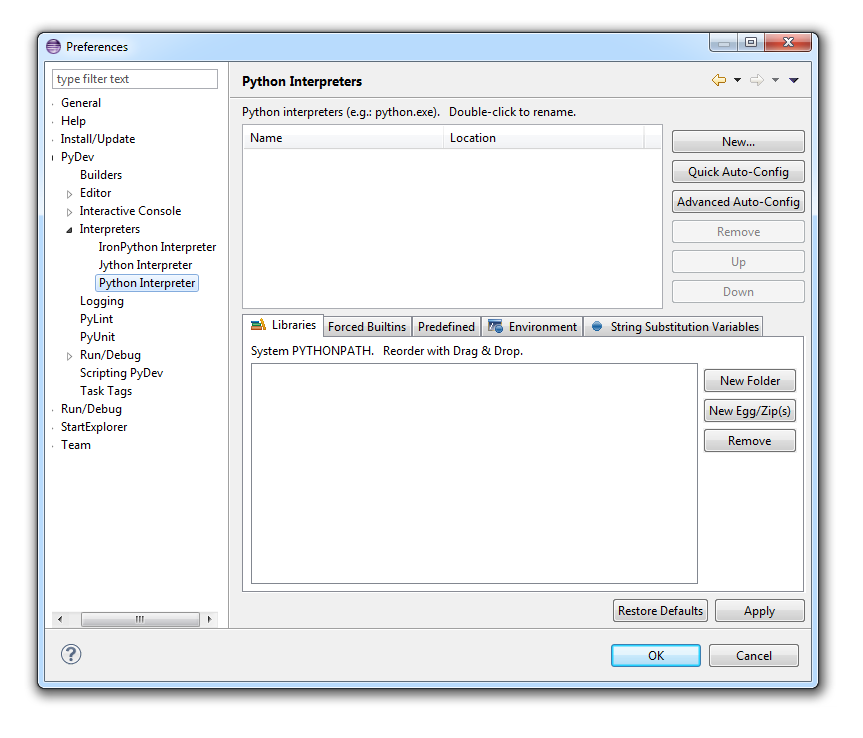 Preferences
type filter text
General
Help
Install/Update
PyDev
Builders
Editor
Interactive Console
Interpreters
IronPython Interpreter
Jython Interpreter
Python Interpreter
Logging
PyLint
PyUnit
Run/Debug
Scripting PyDev
Task Tags
Run/Debug
StartExplorer
Team
Python Interpreters
Python interpreters (e.g.: python.exe).   Double-click to rename.
Name Location
New...
Quick Auto-Config
Advanced Auto-Config
Remove
Up
Down
Libraries Forced Builtins Predefined Environment String Substitution Variables
System PYTHONPATH.   Reorder with Drag & Drop.
New Folder
New Egg/Zip(s)
Remove
Restore Defaults Apply
? OK Cancel